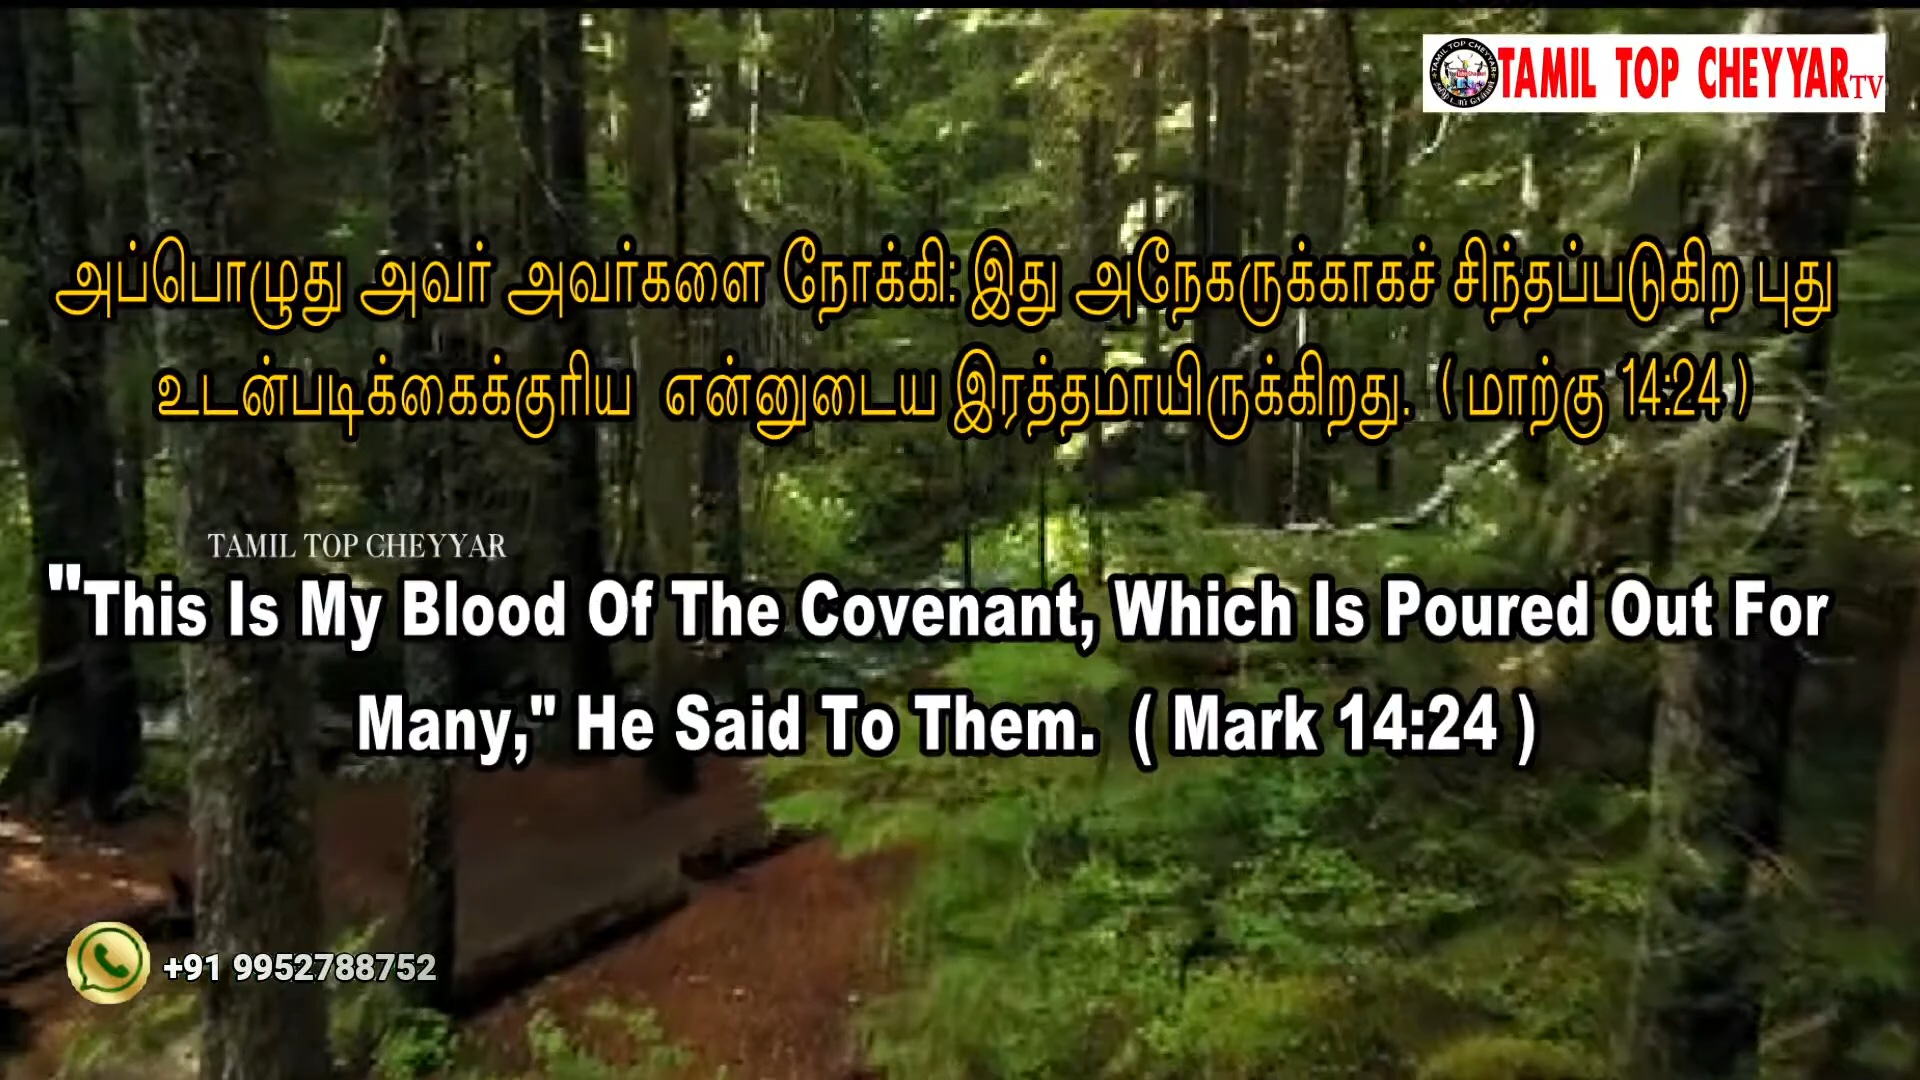 TAMIL TOP CHEYYAR TV
அப்பொழுது அவர் அவர்களை நோக்கி: இது அநேகருக்காகச் சிந்தப்படுகிற புது
உடன்படிக்கைக்குரிய என்னுடைய இரத்தமாயிருக்கிறது. ( மாற்கு 14:24 )
TAMIL TOP CHEYYAR
"This Is My Blood Of The Covenant, Which Is Poured Out For
Many," He Said To Them. ( Mark 14:24 )
+91 9952788752